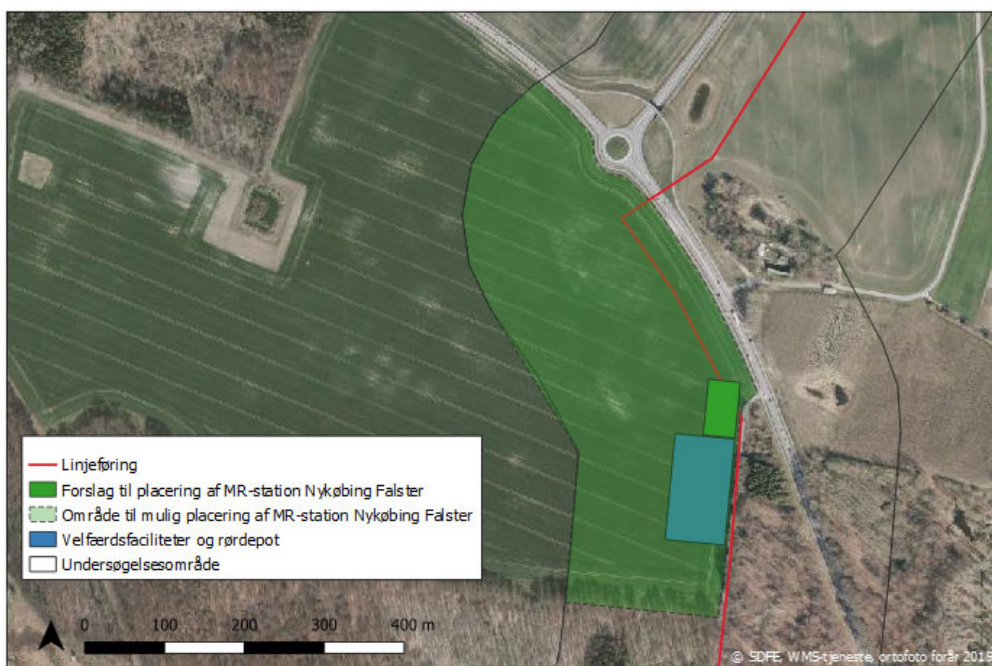 Linjeføring
Forslag til placering af MR-station Nykøbing Falster
Område til mulig placering af MR-station Nykøbing Falster
Velfærdsfaciliteter og rørdepot
Undersøgelsesområde
0 100 200 300 400 m
© SDFE, WMS-tjeneste, ortofoto forår 2019